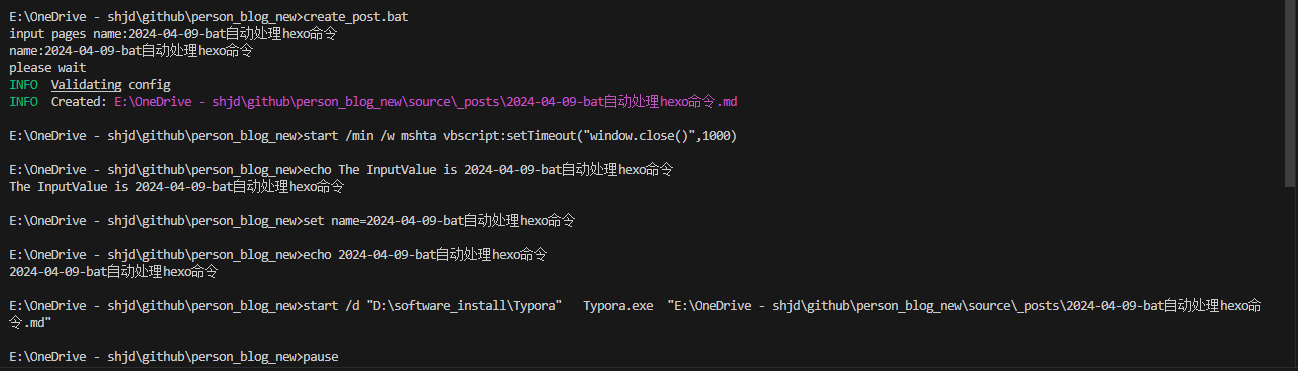 E:\OneDrive - shjd\github\person_blog_new>create_post.bat
input pages name:2024-04-09-bat自动处理hexo命令
name:2024-04-09-bat自动处理hexo命令
please wait
INFO  Validating config
INFO  Created: E:\OneDrive - shjd\github\person_blog_new\source\_posts\2024-04-09-bat自动处理hexo命令.md
E:\OneDrive - shjd\github\person_blog_new>start /min /w mshta vbscript:setTimeout("window.close()",1000)
E:\OneDrive - shjd\github\person_blog_new>echo The InputValue is 2024-04-09-bat自动处理hexo命令
The InputValue is 2024-04-09-bat自动处理hexo命令
E:\OneDrive - shjd\github\person_blog_new>set name=2024-04-09-bat自动处理hexo命令
E:\OneDrive - shjd\github\person_blog_new>echo 2024-04-09-bat自动处理hexo命令
2024-04-09-bat自动处理hexo命令
E:\OneDrive - shjd\github\person_blog_new>start /d "D:\software_install\Typora"   Typora.exe  "E:\OneDrive - shjd\github\person_blog_new\source\_posts\2024-04-09-bat自动处理hexo命
令.md"
E:\OneDrive - shjd\github\person_blog_new>pause